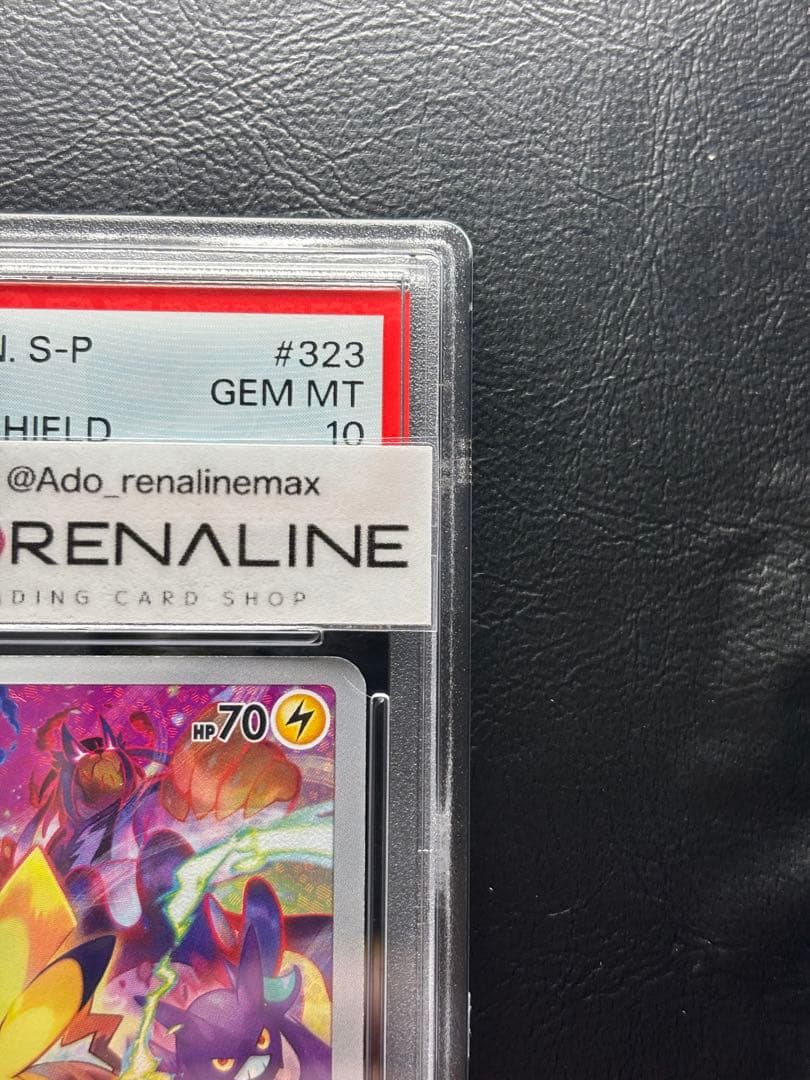 N. S-P #323
GEM MT
HIELD 10
@Ado_renalinemax
RENALINE
DING CARD SHOP
HP70